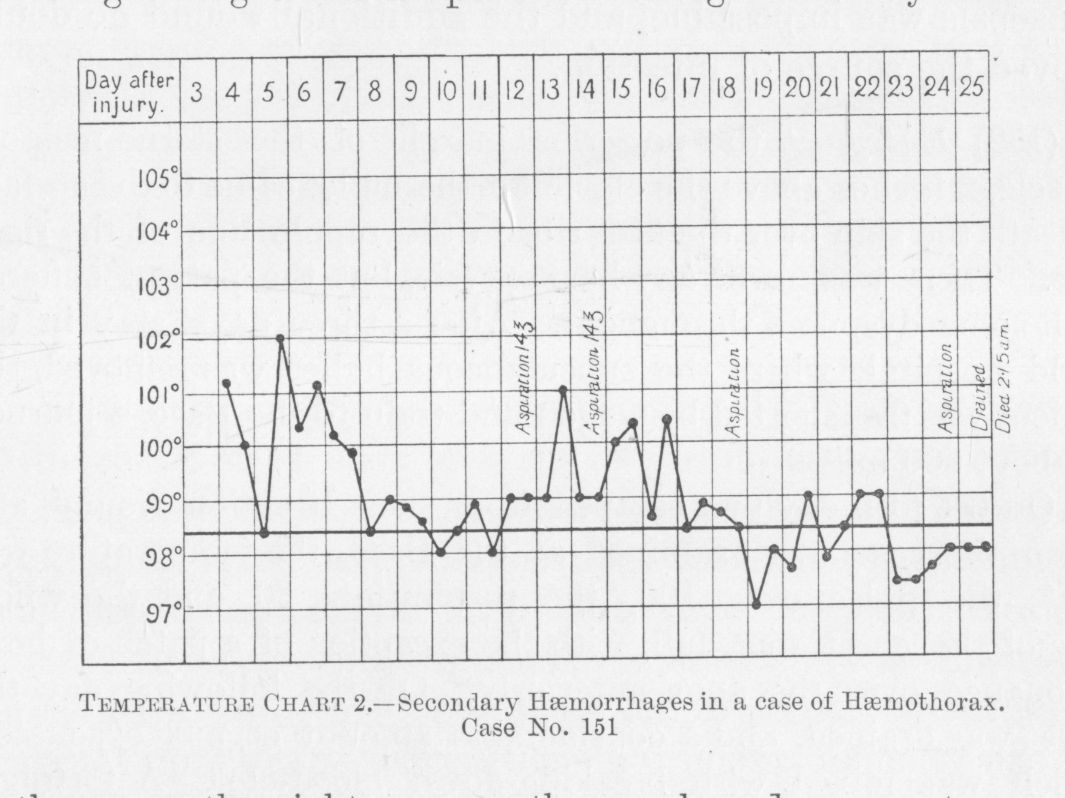 Day after
injury. 3 4 5 6 7 8 9 10 11 12 13 14 15 16 17 18 19 20 21 22 23 24 25
105°
104°
103°
102°
101°
100°
99°
98°
97°
Aspiration 14℥
Aspiration 14℥
Aspiration
Aspiration
Drained
Died 2·15 a.m.
TEMPERATURE CHART 2.—Secondary Hæmorrhages in a case of Hæmothorax.
Case No. 151